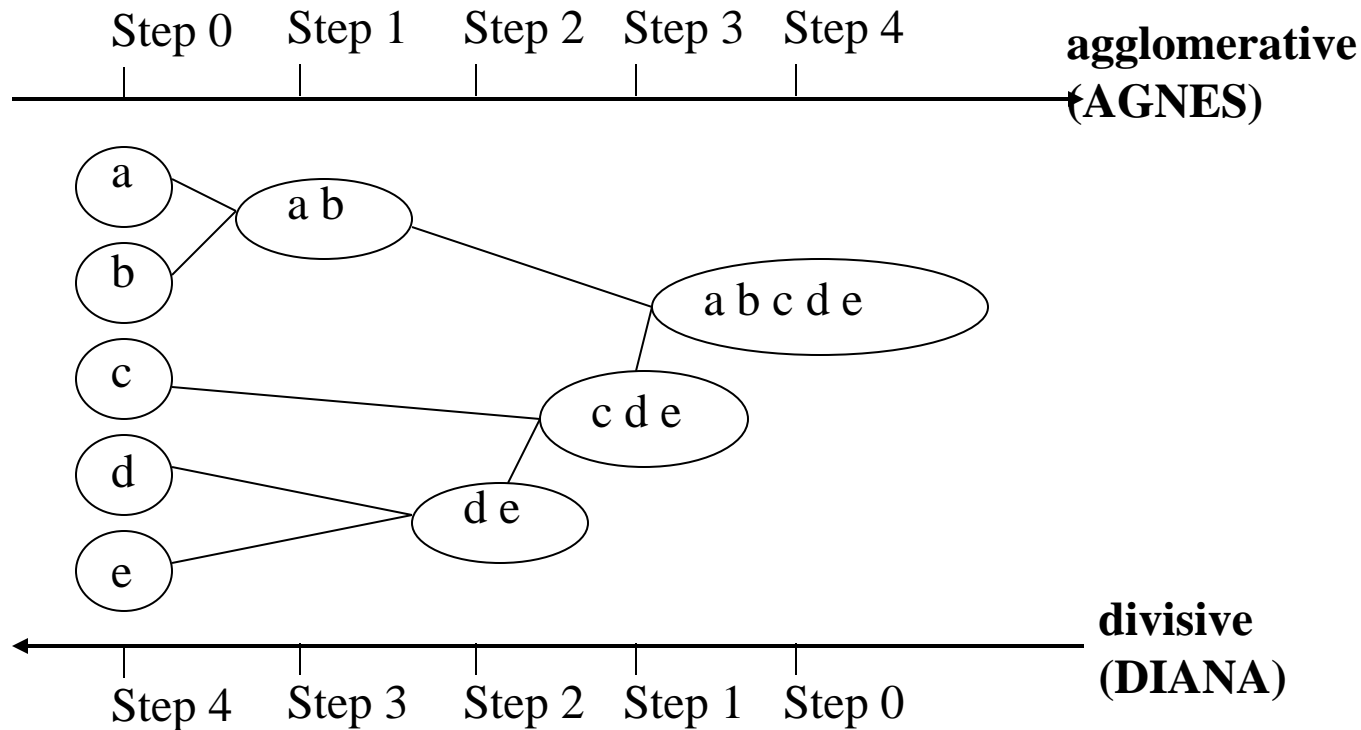 Step 0 Step 1 Step 2 Step 3 Step 4
agglomerative
(AGNES)
a
a b
b
a b c d e
c
c d e
d
d e
e
divisive
(DIANA)
Step 4 Step 3 Step 2 Step 1 Step 0